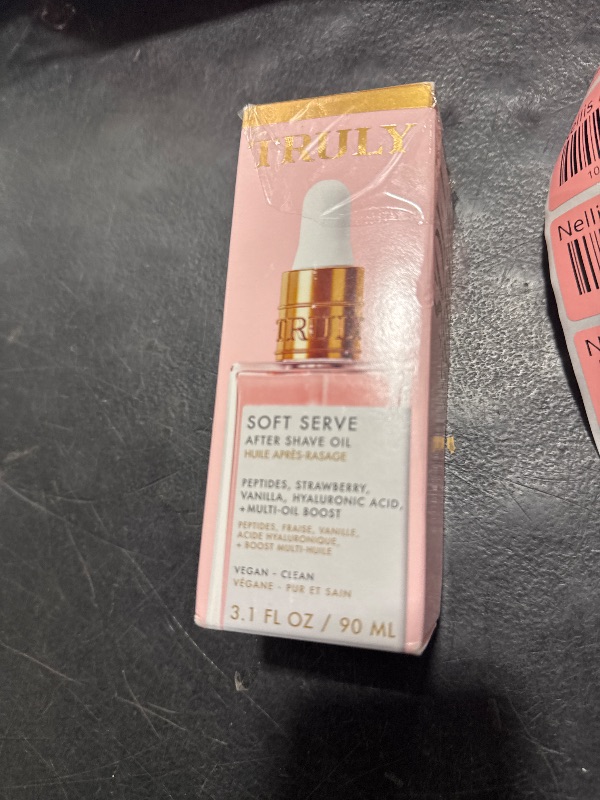 TRULY
TRULY
SOFT SERVE
AFTER SHAVE OIL
HUILE APRÈS-RASAGE
PEPTIDES, STRAWBERRY,
VANILLA, HYALURONIC ACID,
+MULTI-OIL BOOST
PEPTIDES, FRAISE, VANILLE,
ACIDE HYALURONIQUE,
+ BOOST MULTI-HUILE
VEGAN - CLEAN
VÉGANE - PUR ET SAIN
3.1 FL OZ / 90 ML
10
Nelli
N